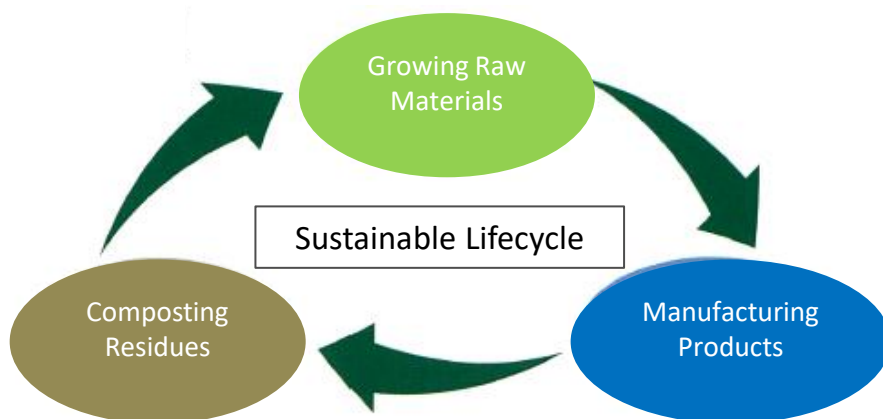 Growing Raw
Materials
Sustainable Lifecycle
Composting
Residues
Manufacturing
Products